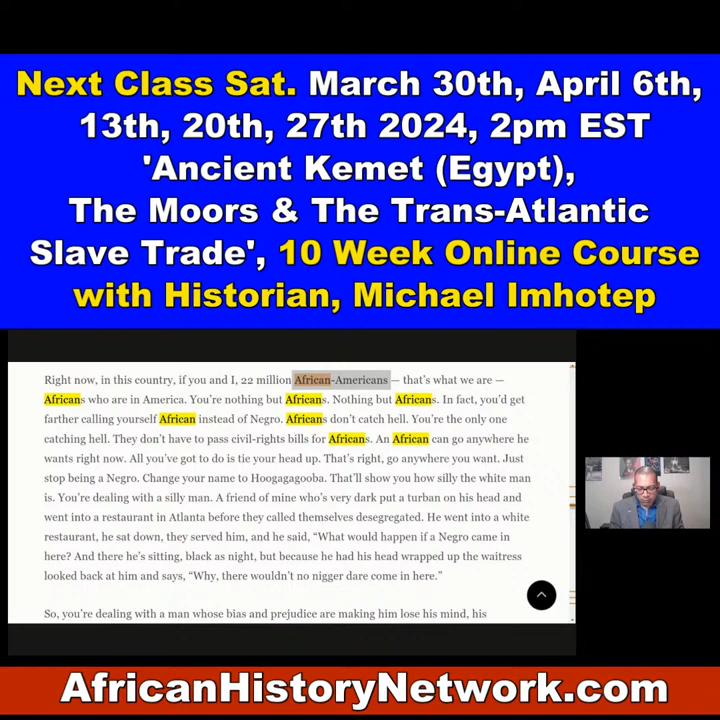 Next Class Sat. March 30th, April 6th,
13th, 20th, 27th 2024, 2pm EST
'Ancient Kemet (Egypt),
The Moors & The Trans-Atlantic
Slave Trade', 10 Week Online Course
with Historian, Michael Imhotep
Right now, in this country, if you and I, 22 million African-Americans — that's what we are —
Africans who are in America. You're nothing but Africans. Nothing but Africans. In fact, you'd get
farther calling yourself African instead of Negro. Africans don't catch hell. You're the only one
catching hell. They don't have to pass civil-rights bills for Africans. An African can go anywhere he
wants right now. All you've got to do is tie your head up. That's right, go anywhere you want. Just
stop being a Negro. Change your name to Hoogagagooba. That'll show you how silly the white man
is. You're dealing with a silly man. A friend of mine who's very dark put a turban on his head and
went into a restaurant in Atlanta before they called themselves desegregated. He went into a white
restaurant, he sat down, they served him, and he said, “What would happen if a Negro came in
here? And there he's sitting, black as night, but because he had his head wrapped up the waitress
looked back at him and says, “Why, there wouldn't no nigger dare come in here.”
So, you're dealing with a man whose bias and prejudice are making him lose his mind, his
AfricanHistoryNetwork.com